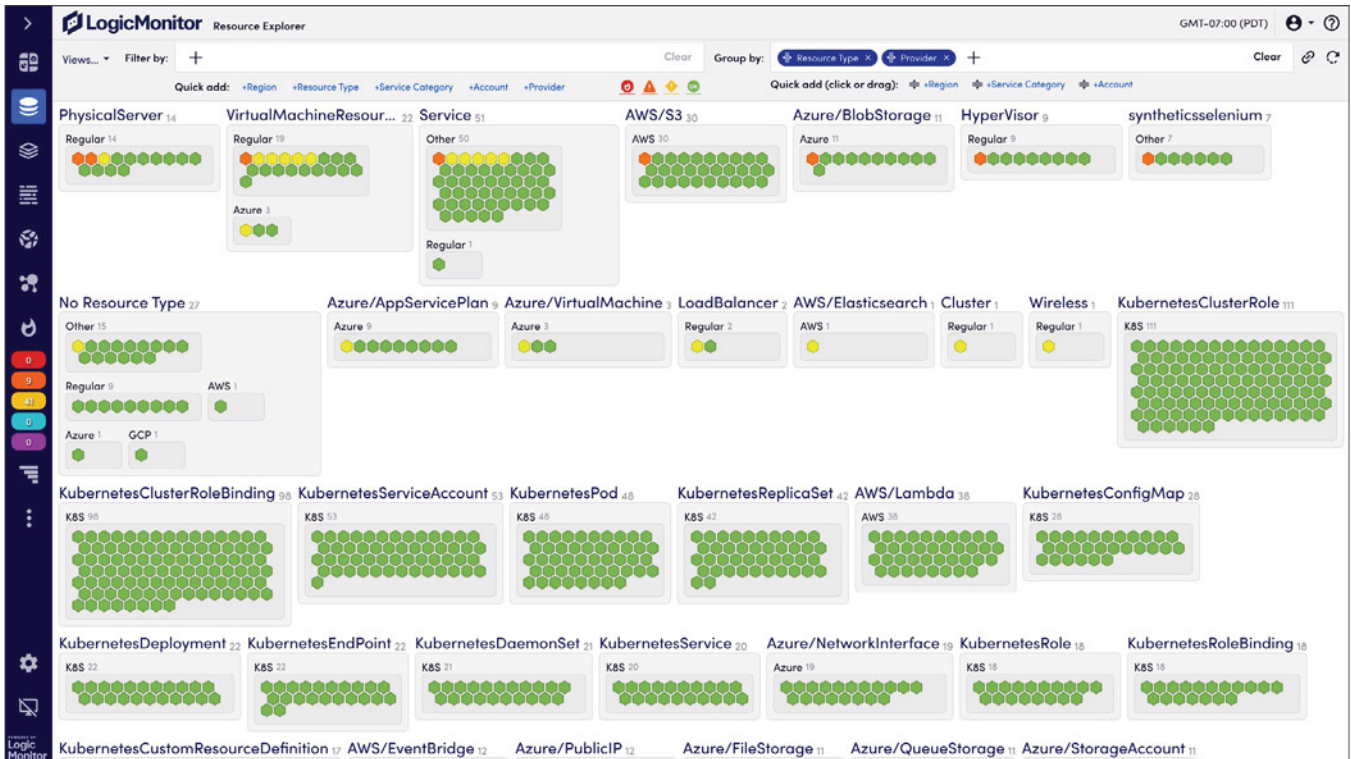 LogicMonitor Resource Explorer GMT-07:00 (PDT)
Views... Filter by: + Clear Group by: Resource Type × Provider × + Clear
Quick add: +Region +Resource Type +Service Category +Account +Provider Quick add (click or drag): +Region +Service Category +Account
PhysicalServer 14 VirtualMachineResour... 22 Service 51 AWS/S3 30 Azure/BlobStorage 11 HyperVisor 9 syntheticsselenium 7
Regular 14 Regular 19 Other 50 AWS 30 Azure 11 Regular 9 Other 7
Azure 3
Regular 1
No Resource Type 27 Azure/AppServicePlan 9 Azure/VirtualMachine 3 LoadBalancer 2 AWS/Elasticsearch 1 Cluster 1 Wireless 1 KubernetesClusterRole 111
Other 15 Azure 9 Azure 3 Regular 2 AWS 1 Regular 1 Regular 1 K8S 111
0
9
41
0
0
Regular 9 AWS 1
Azure 1 GCP 1
KubernetesClusterRoleBinding 98 KubernetesServiceAccount 53 KubernetesPod 48 KubernetesReplicaSet 42 AWS/Lambda 38 KubernetesConfigMap 28
K8S 98 K8S 53 K8S 48 K8S 42 AWS 38 K8S 28
KubernetesDeployment 22 KubernetesEndPoint 22 KubernetesDaemonSet 21 KubernetesService 20 Azure/NetworkInterface 19 KubernetesRole 18 KubernetesRoleBinding 18
K8S 22 K8S 22 K8S 21 K8S 20 Azure 19 K8S 18 K8S 18
POWERED BY
Logic
Monitor
KubernetesCustomResourceDefinition 17 AWS/EventBridge 12 Azure/PublicIP 12 Azure/FileStorage 11 Azure/QueueStorage 11 Azure/StorageAccount 11